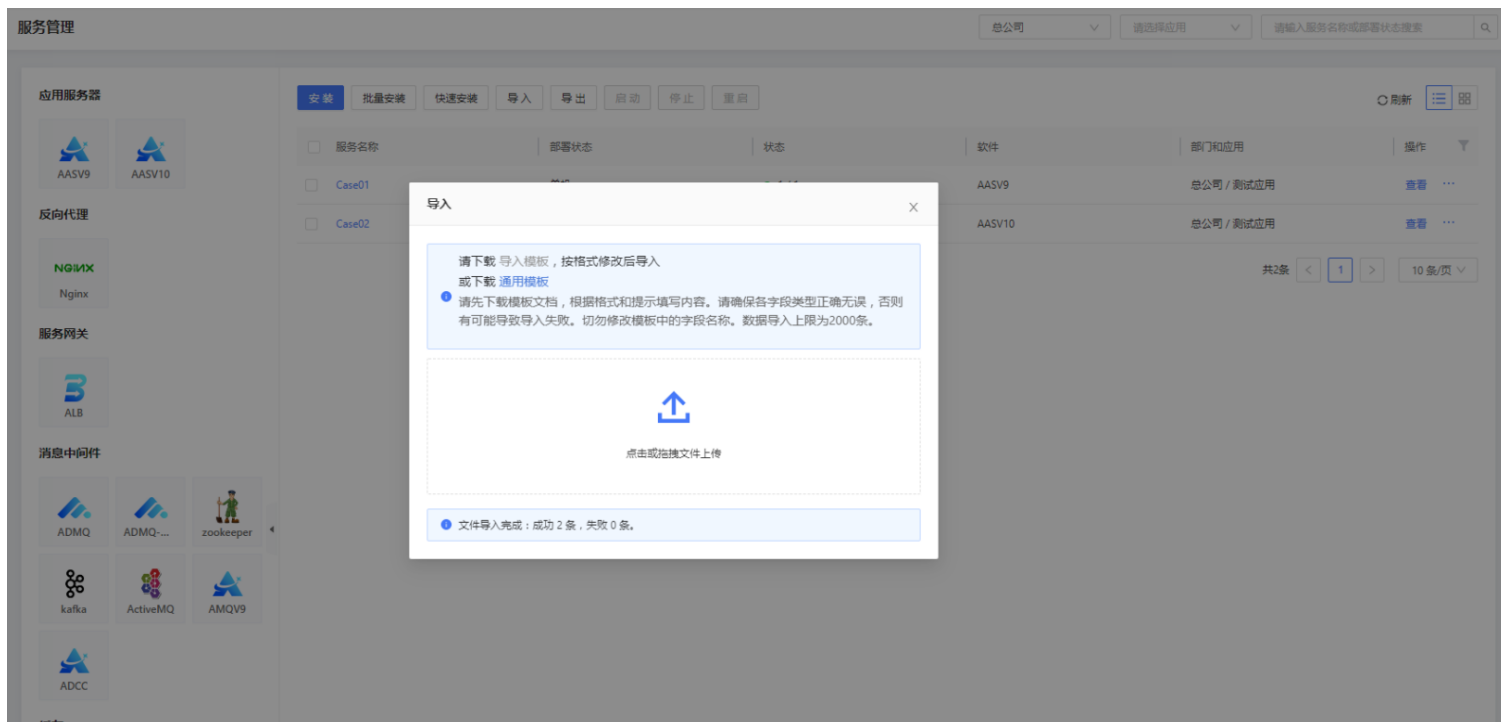 服务管理
总公司
请选择应用
请输入服务名称或部署状态搜索
应用服务器
AASV9
AASV10
反向代理
NGINX
Nginx
服务网关
ALB
消息中间件
ADMQ
ADMQ-...
zookeeper
kafka
ActiveMQ
AMQV9
ADCC
安装
批量安装
快速安装
导入
导出
启动
停止
重启
刷新
服务名称
部署状态
状态
软件
部门和应用
操作
Case01
AASV9
总公司 / 测试应用
查看 ···
Case02
AASV10
总公司 / 测试应用
查看 ···
共2条
<
1
>
10 条/页
导入
请下载 导入模板，按格式修改后导入
或下载 通用模板
请先下载模板文档，根据格式和提示填写内容。请确保各字段类型正确无误，否则
有可能导致导入失败。切勿修改模板中的字段名称。数据导入上限为2000条。
点击或拖拽文件上传
文件导入完成：成功 2 条，失败 0 条。